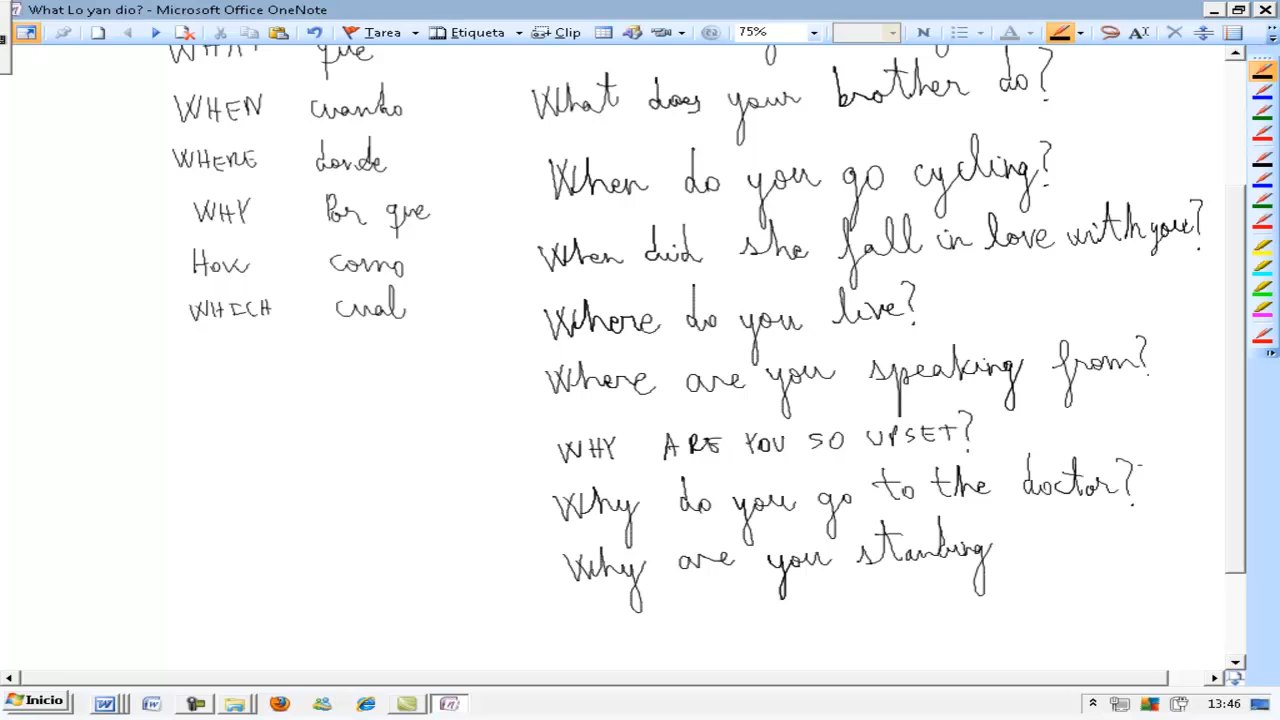 What Lo yan dio? - Microsoft Office OneNote
Tarea Etiqueta Clip 75% N A
WHAT que
WHEN cuando
WHERE donde
WHY Por que
How como
WHICH cual
What does your brother do?
When do you go cycling?
When did she fall in love with you?
Where do you live?
Where are you speaking from?
WHY ARE YOU SO UPSET?
Why do you go to the doctor?
Why are you standing
Inicio 13:46